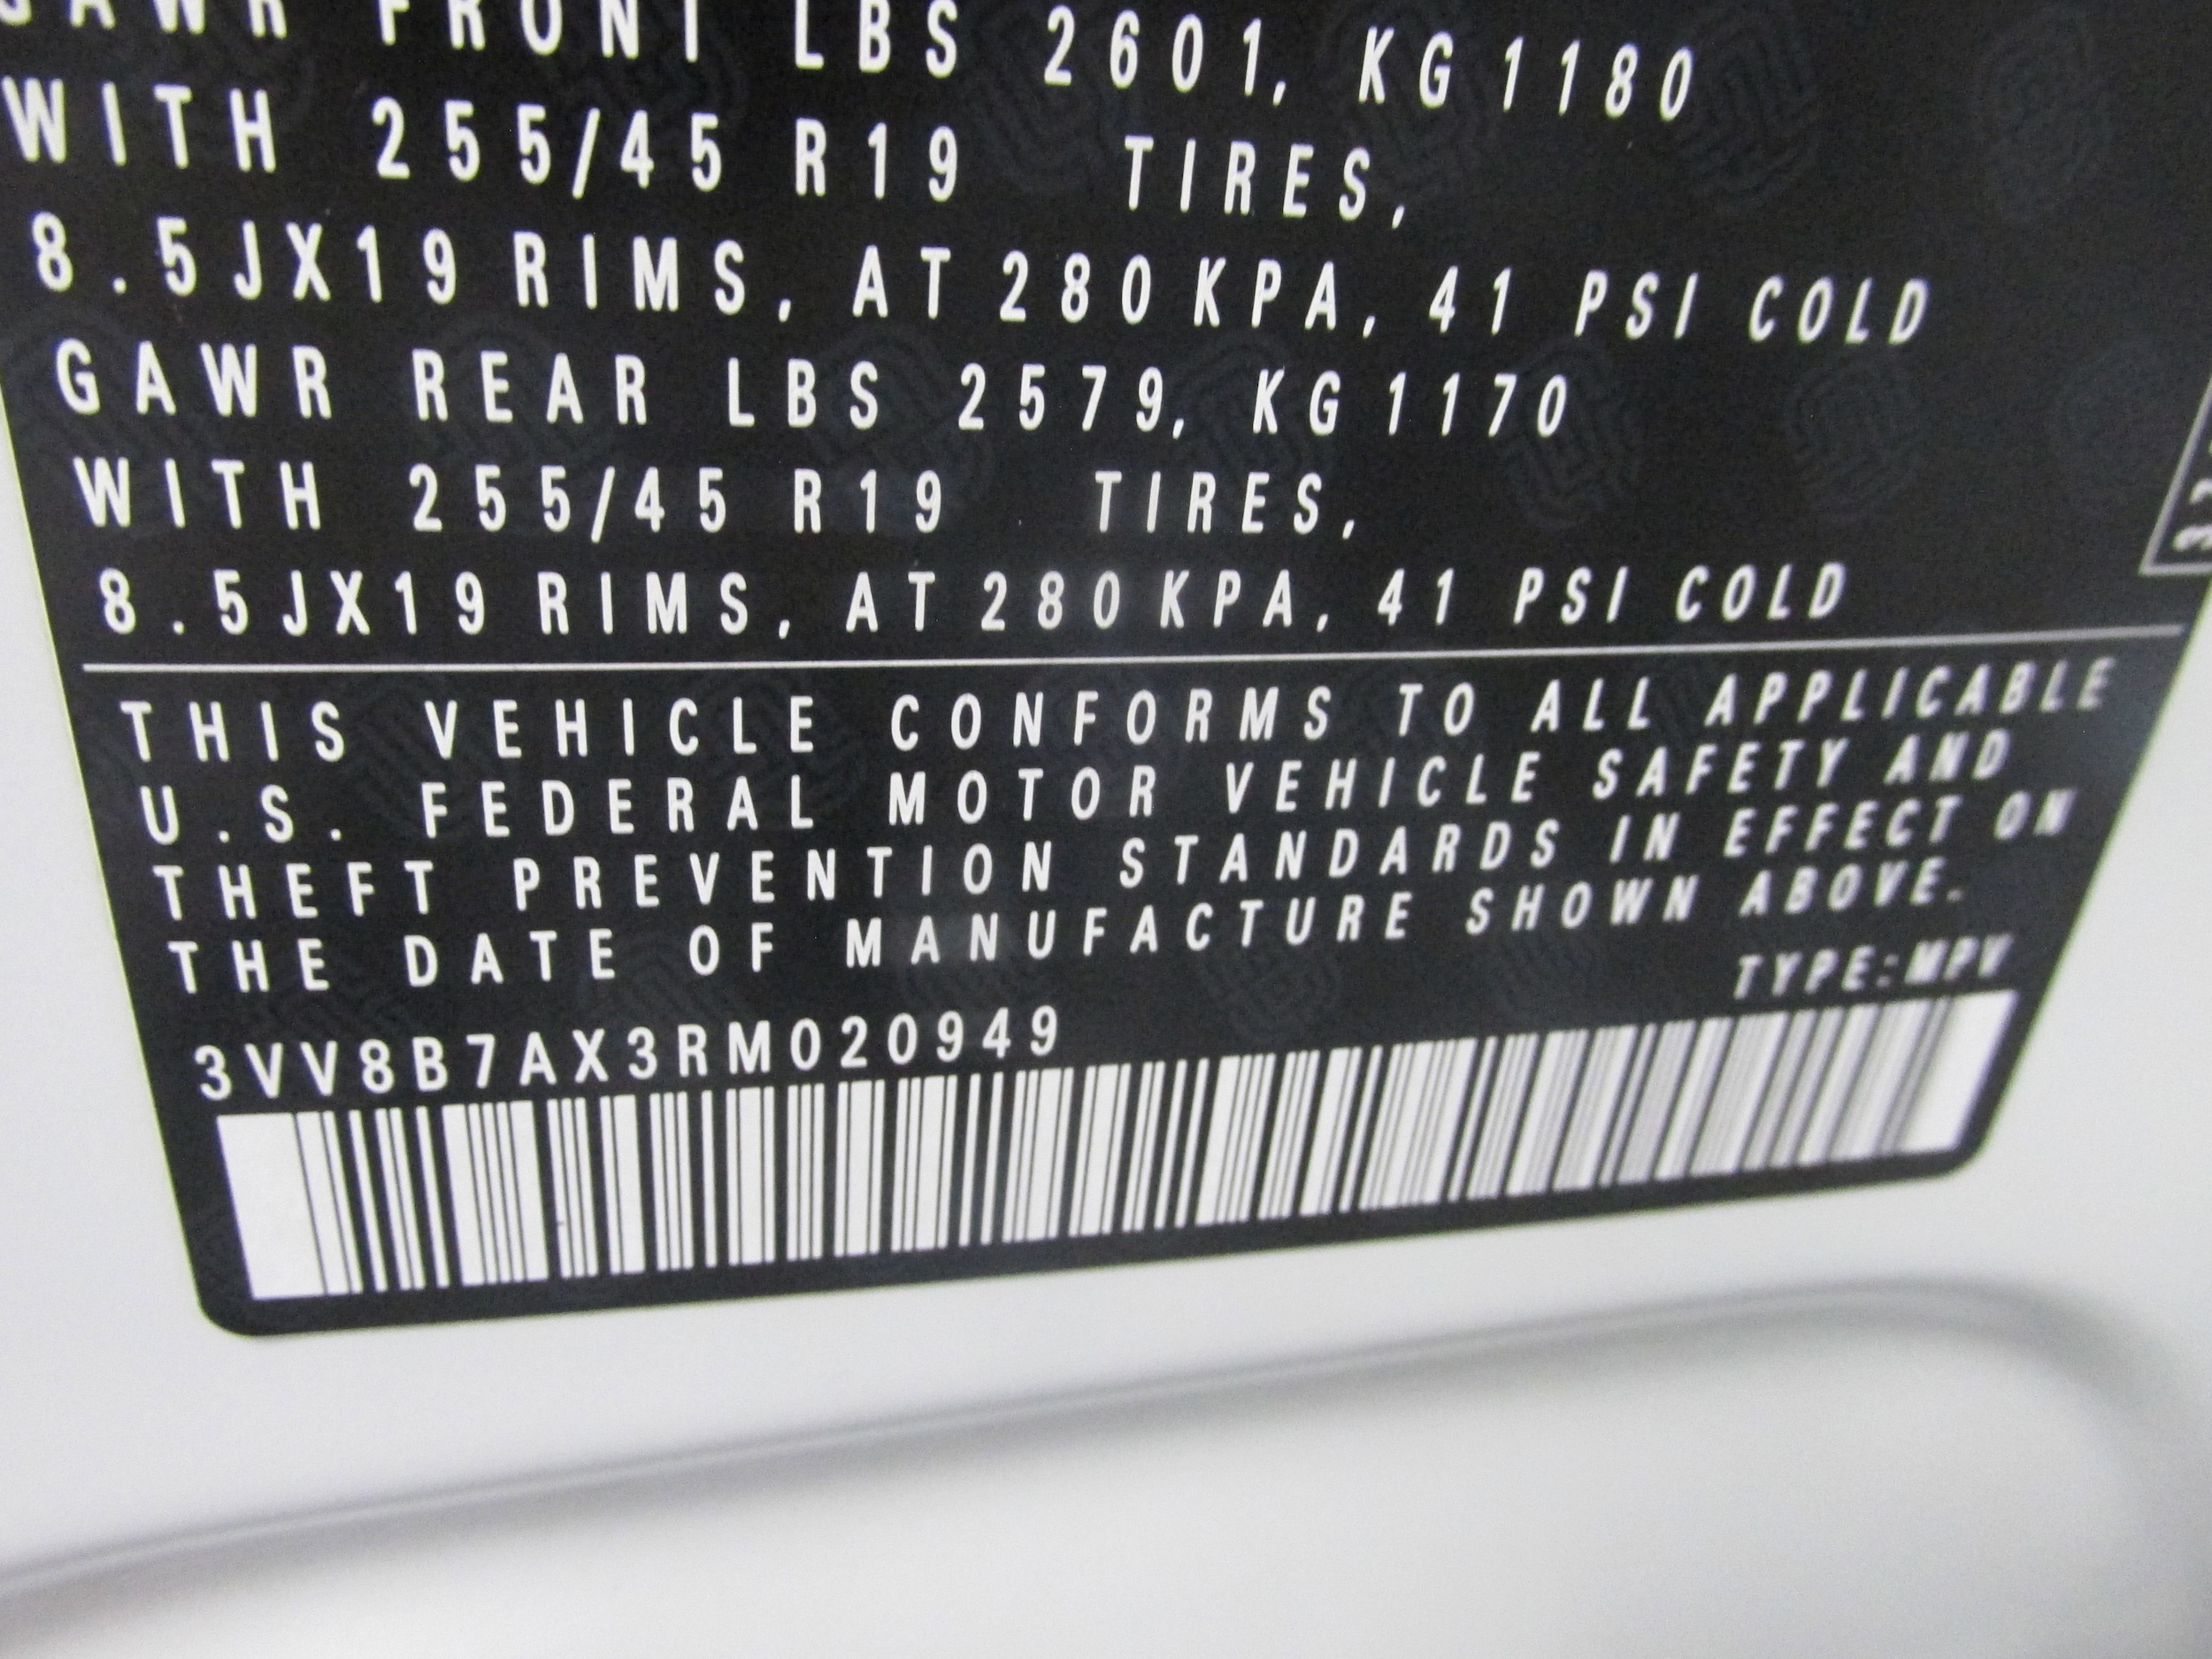 GAWR FRONT LBS 2601, KG 1180
WITH 255/45 R19 TIRES,
8.5JX19 RIMS, AT 280 KPA, 41 PSI COLD
GAWR REAR LBS 2579, KG 1170
WITH 255/45 R19 TIRES,
8.5JX19 RIMS, AT 280 KPA, 41 PSI COLD
THIS VEHICLE CONFORMS TO ALL APPLICABLE
U.S. FEDERAL MOTOR VEHICLE SAFETY AND
THEFT PREVENTION STANDARDS IN EFFECT ON
THE DATE OF MANUFACTURE SHOWN ABOVE.
TYPE:MPV
3VV8B7AX3RM020949